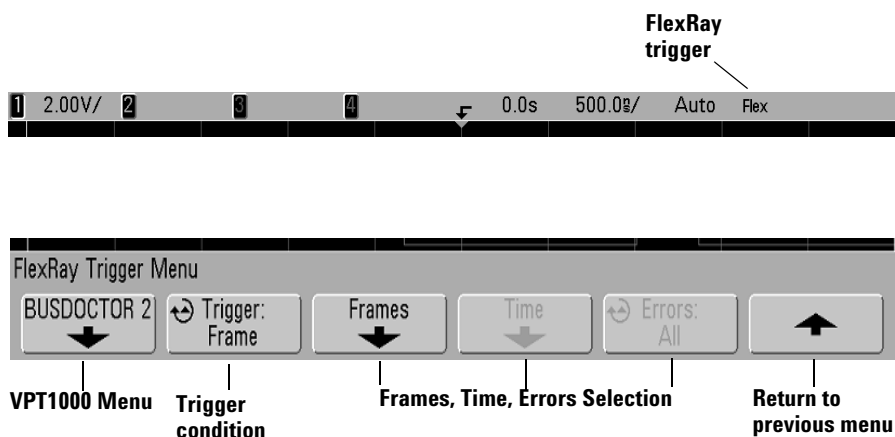 FlexRay
trigger
1 2.00V/ 2 3 4 0.0s 500.0ns/ Auto Flex
FlexRay Trigger Menu
BUSDOCTOR 2 Trigger: Frame Frames Time Errors: All
VPT1000 Menu Trigger condition Frames, Time, Errors Selection Return to previous menu